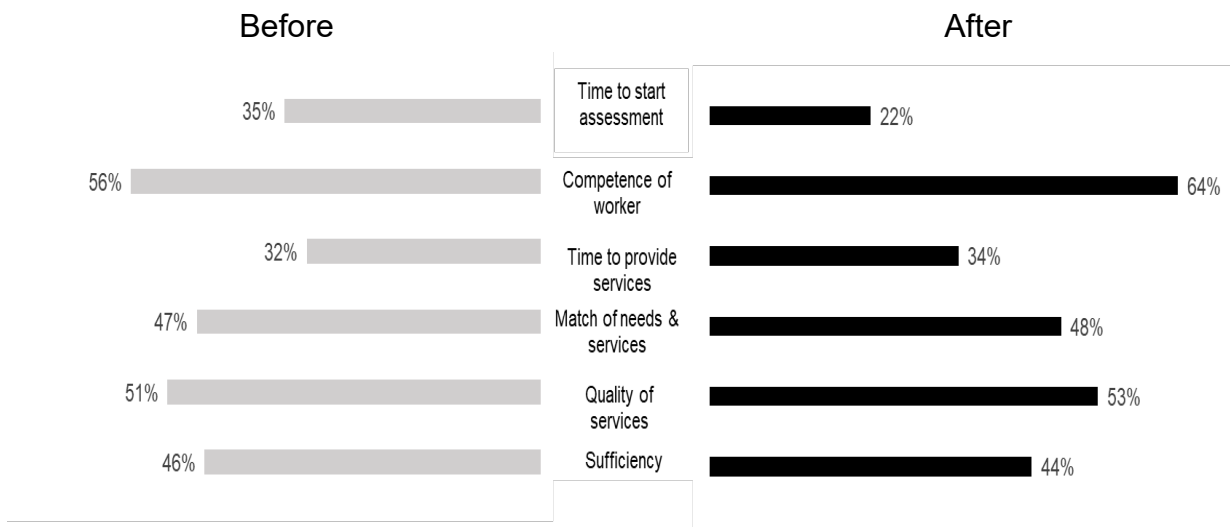 Before
After
35%
Time to start
assessment
22%
56%
Competence of
worker
64%
32%
Time to provide
services
34%
47%
Match of needs &
services
48%
51%
Quality of
services
53%
46%
Sufficiency
44%